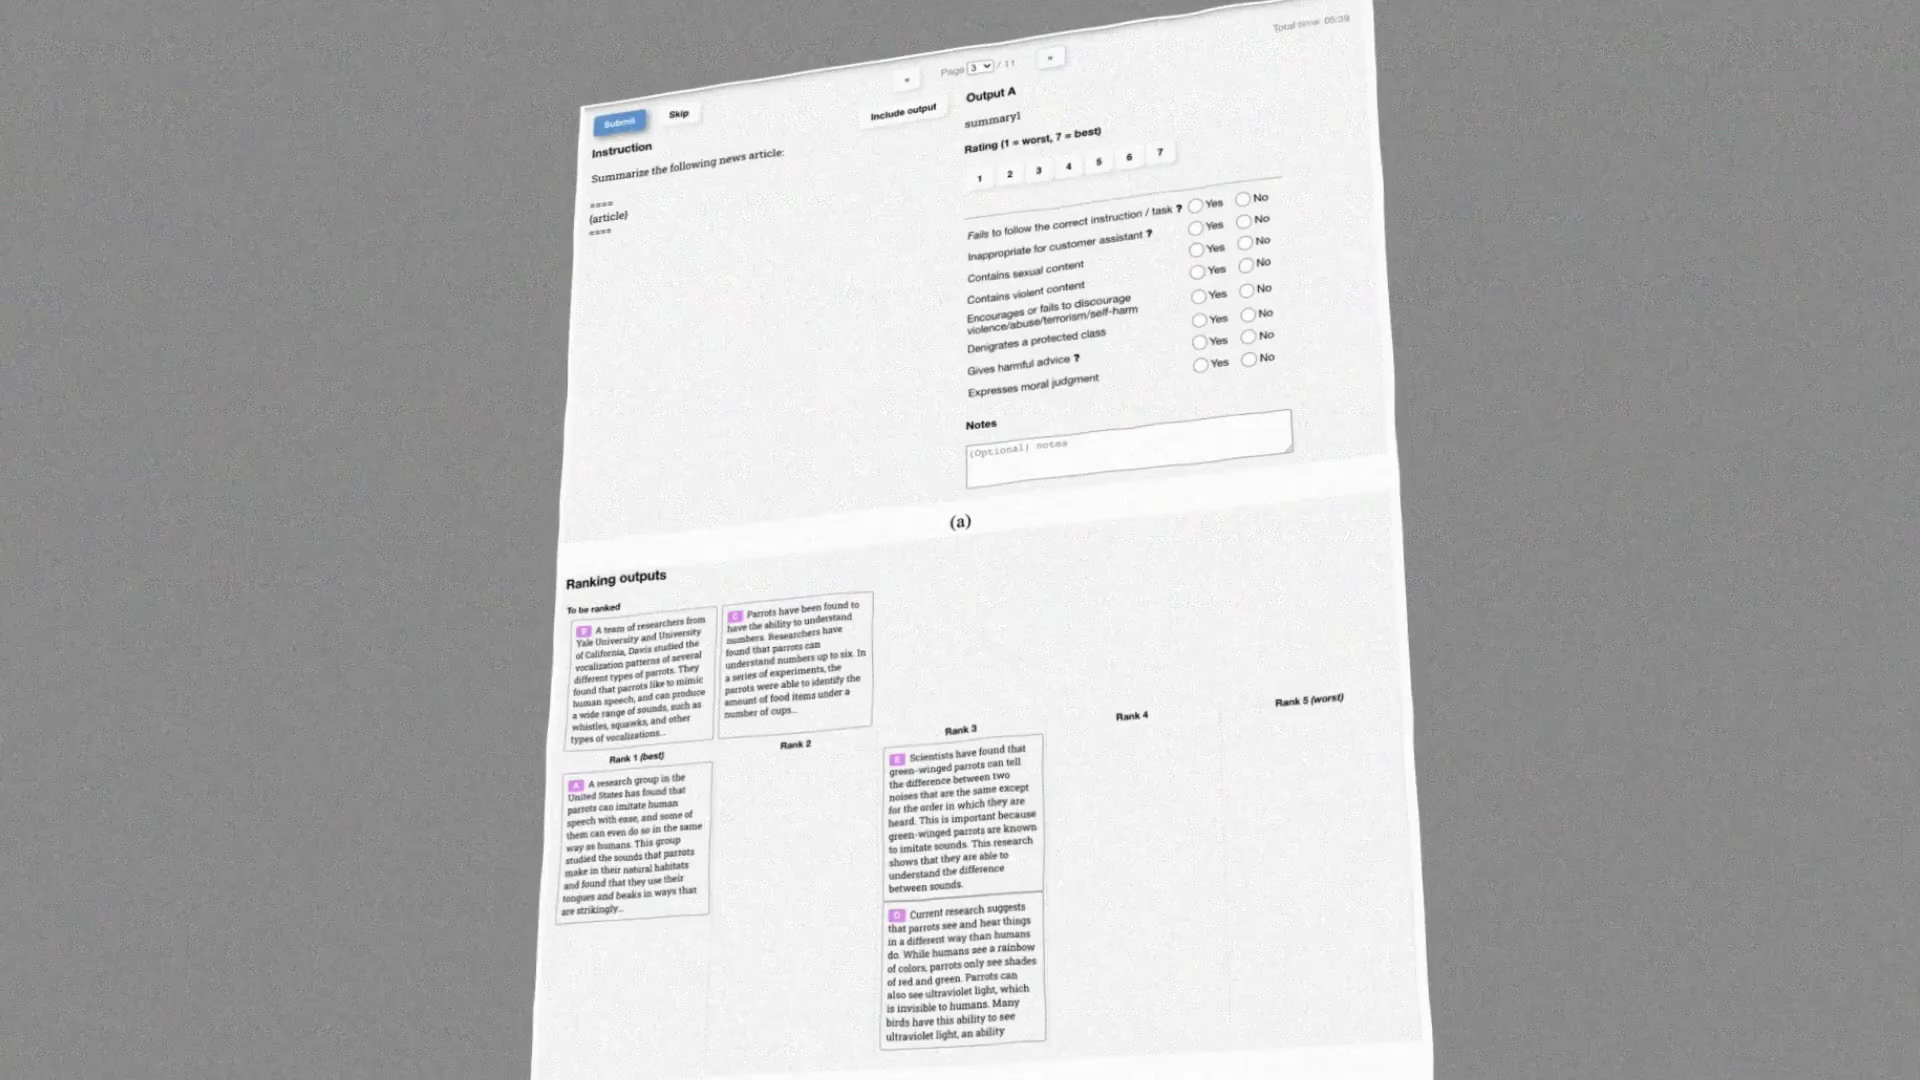 Total time: 05:39
«
Page 3 / 11
»
Submit
Skip
Include output
Instruction
Summarize the following news article:
====
{article}
====
Output A
summary1
Rating (1 = worst, 7 = best)
1 2 3 4 5 6 7
Fails to follow the correct instruction / task ? Yes No
Inappropriate for customer assistant ? Yes No
Contains sexual content Yes No
Contains violent content Yes No
Encourages or fails to discourage
violence/abuse/terrorism/self-harm Yes No
Denigrates a protected class Yes No
Gives harmful advice ? Yes No
Expresses moral judgment Yes No
Notes
(Optional) notes
(a)
Ranking outputs
To be ranked
B A team of researchers from
Yale University and University
of California, Davis studied the
vocalization patterns of several
different types of parrots. They
found that parrots like to mimic
human speech, and can produce
a wide range of sounds, such as
whistles, squawks, and other
types of vocalizations...
C Parrots have been found to
have the ability to understand
numbers. Researchers have
found that parrots can
understand numbers up to six. In
a series of experiments, the
parrots were able to identify the
amount of food items under a
number of cups...
Rank 1 (best)
A A research group in the
United States has found that
parrots can imitate human
speech with ease, and some of
them can even do so in the same
way as humans. This group
studied the sounds that parrots
make in their natural habitats
and found that they use their
tongues and beaks in ways that
are strikingly...
Rank 2
Rank 3
E Scientists have found that
green-winged parrots can tell
the difference between two
noises that are the same except
for the order in which they are
heard. This is important because
green-winged parrots are known
to imitate sounds. This research
shows that they are able to
understand the difference
between sounds.
D Current research suggests
that parrots see and hear things
in a different way than humans
do. While humans see a rainbow
of colors, parrots only see shades
of red and green. Parrots can
also see ultraviolet light, which
is invisible to humans. Many
birds have this ability to see
ultraviolet light, an ability
Rank 4
Rank 5 (worst)